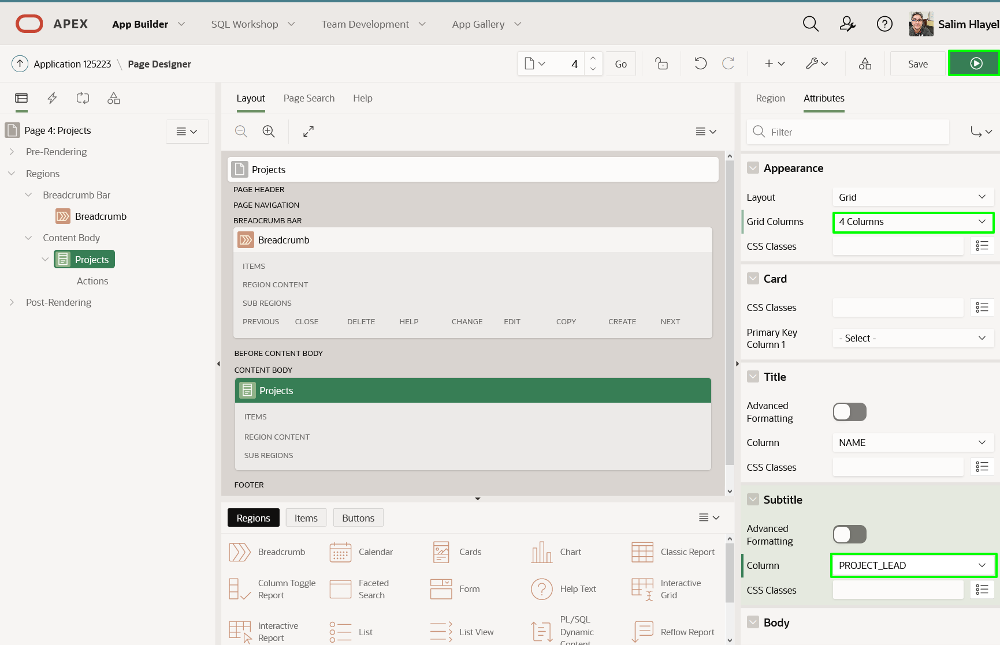 APEX App Builder SQL Workshop Team Development App Gallery Salim Hlayel
Application 125223 \ Page Designer 4 Go Save
Page 4: Projects
Pre-Rendering
Regions
Breadcrumb Bar
Breadcrumb
Content Body
Projects
Actions
Post-Rendering
Layout Page Search Help
Projects
PAGE HEADER
PAGE NAVIGATION
BREADCRUMB BAR
Breadcrumb
ITEMS
REGION CONTENT
SUB REGIONS
PREVIOUS CLOSE DELETE HELP CHANGE EDIT COPY CREATE NEXT
BEFORE CONTENT BODY
CONTENT BODY
Projects
ITEMS
REGION CONTENT
SUB REGIONS
FOOTER
Regions Items Buttons
Breadcrumb Calendar Cards Chart Classic Report
Column Toggle
Report
Faceted
Search
Form
Help Text
Interactive
Grid
Interactive
Report
List
List View
PL/SQL
Dynamic
Content
Reflow Report
Region Attributes
Filter
Appearance
Layout Grid
Grid Columns 4 Columns
CSS Classes
Card
CSS Classes
Primary Key
Column 1
- Select -
Title
Advanced
Formatting
Column NAME
CSS Classes
Subtitle
Advanced
Formatting
Column PROJECT_LEAD
CSS Classes
Body